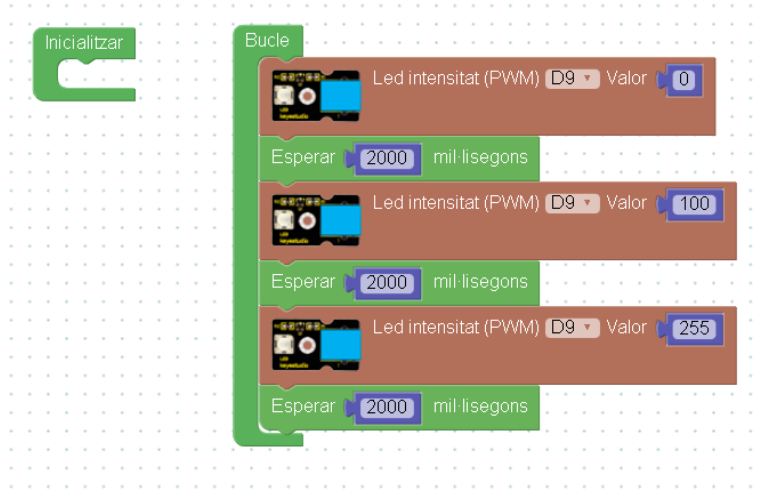 Inicialitzar
Bucle
Led intensitat (PWM) D9 Valor 0
Esperar 2000 mil·lisegons
Led intensitat (PWM) D9 Valor 100
Esperar 2000 mil·lisegons
Led intensitat (PWM) D9 Valor 255
Esperar 2000 mil·lisegons